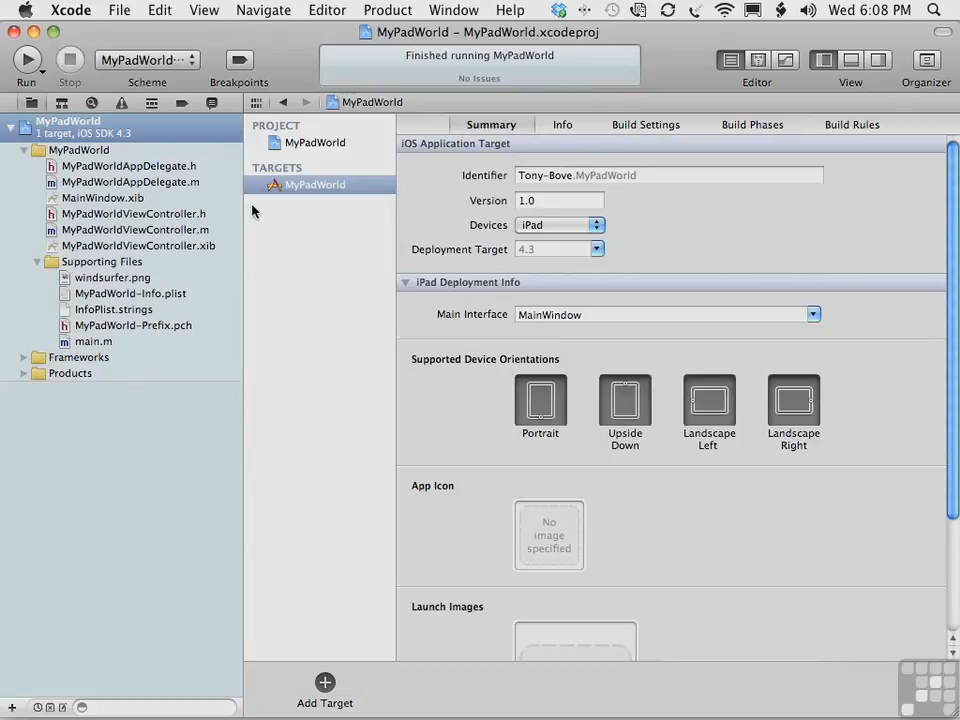 Xcode File Edit View Navigate Editor Product Window Help Wed 6:08 PM
MyPadWorld - MyPadWorld.xcodeproj
MyPadWorld···
Finished running MyPadWorld
No Issues
Run Stop Scheme Breakpoints Editor View Organizer
MyPadWorld
MyPadWorld
1 target, iOS SDK 4.3
MyPadWorld
h MyPadWorldAppDelegate.h
m MyPadWorldAppDelegate.m
MainWindow.xib
h MyPadWorldViewController.h
m MyPadWorldViewController.m
MyPadWorldViewController.xib
Supporting Files
windsurfer.png
MyPadWorld-Info.plist
InfoPlist.strings
h MyPadWorld-Prefix.pch
m main.m
Frameworks
Products
PROJECT
MyPadWorld
TARGETS
MyPadWorld
Add Target
Summary Info Build Settings Build Phases Build Rules
iOS Application Target
Identifier Tony-Bove.MyPadWorld
Version 1.0
Devices iPad
Deployment Target 4.3
iPad Deployment Info
Main Interface MainWindow
Supported Device Orientations
Portrait
Upside
Down
Landscape
Left
Landscape
Right
App Icon
No
image
specified
Launch Images